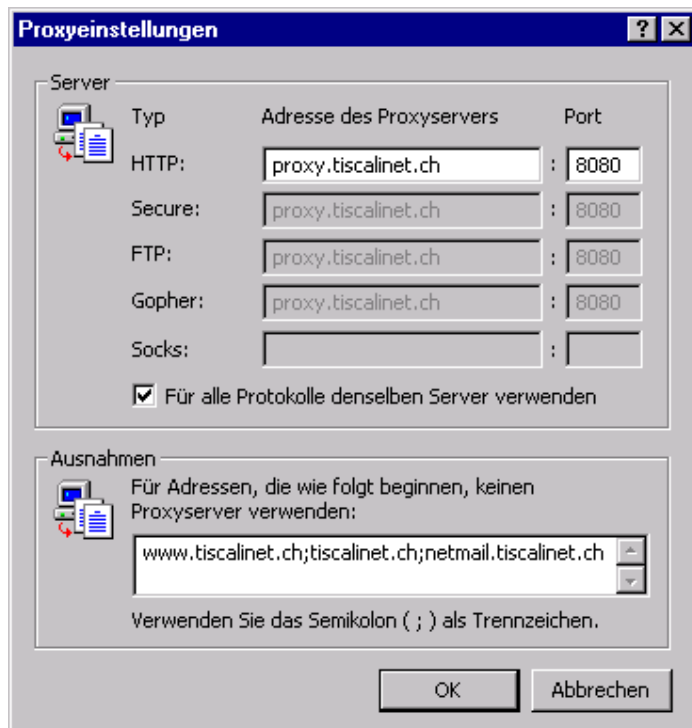 Proxyeinstellungen
Server
Typ Adresse des Proxyservers Port
HTTP: proxy.tiscalinet.ch : 8080
Secure: proxy.tiscalinet.ch : 8080
FTP: proxy.tiscalinet.ch : 8080
Gopher: proxy.tiscalinet.ch : 8080
Socks: :
Für alle Protokolle denselben Server verwenden
Ausnahmen
Für Adressen, die wie folgt beginnen, keinen
Proxyserver verwenden:
www.tiscalinet.ch;tiscalinet.ch;netmail.tiscalinet.ch
Verwenden Sie das Semikolon ( ; ) als Trennzeichen.
OK Abbrechen